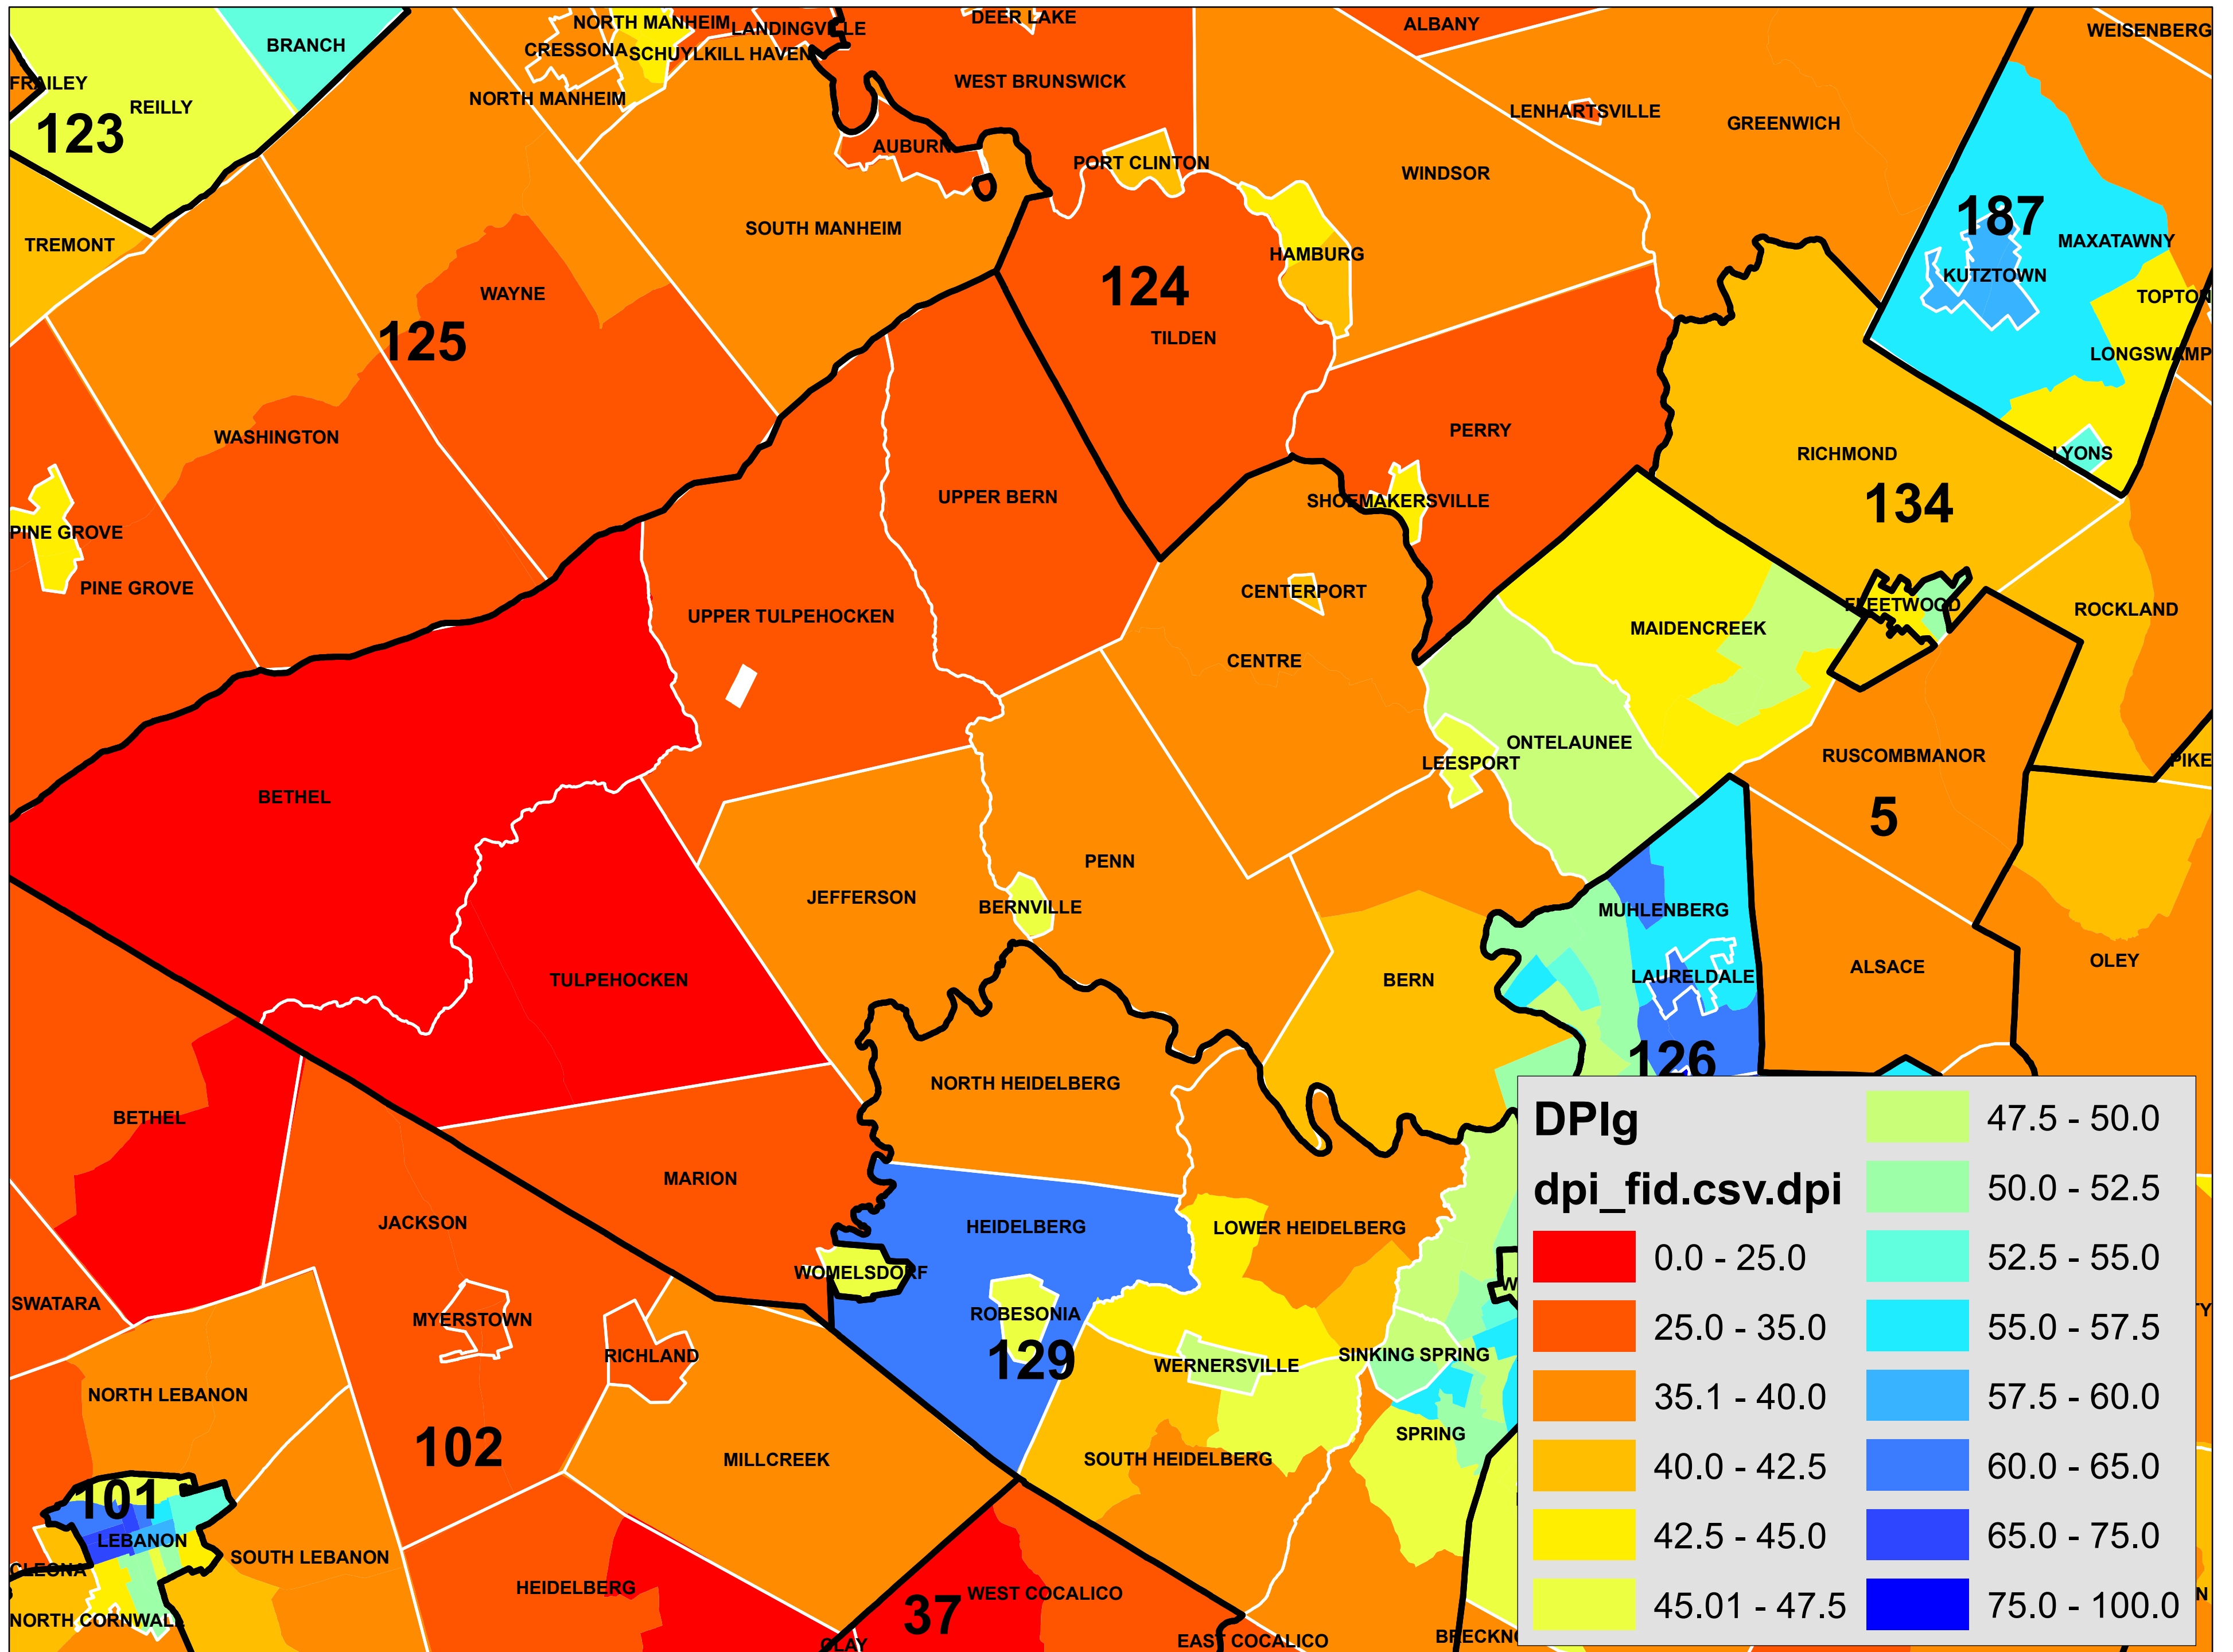 NORTH MANHEIM
LANDINGVILLE
DEER LAKE
ALBANY
WEISENBERG
BRANCH
CRESSONA
SCHUYLKILL HAVEN
FRAILEY
REILLY
NORTH MANHEIM
WEST BRUNSWICK
LENHARTSVILLE
GREENWICH
123
AUBURN
PORT CLINTON
WINDSOR
187
TREMONT
SOUTH MANHEIM
HAMBURG
MAXATAWNY
KUTZTOWN
WAYNE
124
TOPTON
125
TILDEN
LONGSWAMP
WASHINGTON
PERRY
RICHMOND
LYONS
UPPER BERN
SHOEMAKERSVILLE
134
PINE GROVE
PINE GROVE
CENTERPORT
FLEETWOOD
ROCKLAND
UPPER TULPEHOCKEN
MAIDENCREEK
CENTRE
ONTELAUNEE
LEESPORT
RUSCOMBMANOR
PIKE
BETHEL
5
PENN
JEFFERSON
BERNVILLE
MUHLENBERG
TULPEHOCKEN
BERN
LAURELDALE
ALSACE
OLEY
126
NORTH HEIDELBERG
BETHEL
MARION
JACKSON
HEIDELBERG
LOWER HEIDELBERG
WOMELSDORF
SWATARA
MYERSTOWN
ROBESONIA
RICHLAND
129
WERNERSVILLE
SINKING SPRING
NORTH LEBANON
102
MILLCREEK
SOUTH HEIDELBERG
SPRING
101
LEBANON
SOUTH LEBANON
CLEONA
HEIDELBERG
37
WEST COCALICO
NORTH CORNWALL
CLAY
EAST COCALICO
BRECKN
DPIg
dpi_fid.csv.dpi
0.0 - 25.0
25.0 - 35.0
35.1 - 40.0
40.0 - 42.5
42.5 - 45.0
45.01 - 47.5
47.5 - 50.0
50.0 - 52.5
52.5 - 55.0
55.0 - 57.5
57.5 - 60.0
60.0 - 65.0
65.0 - 75.0
75.0 - 100.0